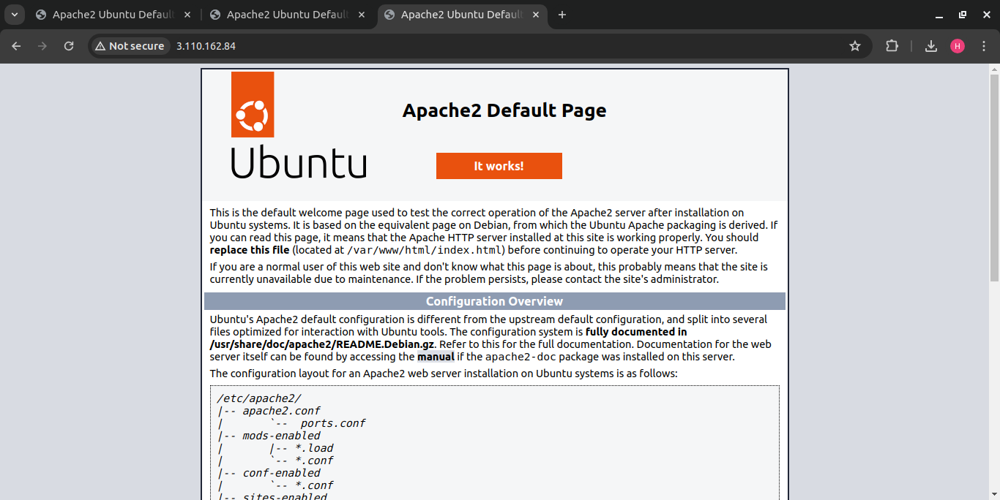 Apache2 Ubuntu Default
Apache2 Ubuntu Default
Apache2 Ubuntu Default
Not secure
3.110.162.84
H
Ubuntu
Apache2 Default Page
It works!
This is the default welcome page used to test the correct operation of the Apache2 server after installation on
Ubuntu systems. It is based on the equivalent page on Debian, from which the Ubuntu Apache packaging is derived. If
you can read this page, it means that the Apache HTTP server installed at this site is working properly. You should
replace this file (located at /var/www/html/index.html) before continuing to operate your HTTP server.
If you are a normal user of this web site and don't know what this page is about, this probably means that the site is
currently unavailable due to maintenance. If the problem persists, please contact the site's administrator.
Configuration Overview
Ubuntu's Apache2 default configuration is different from the upstream default configuration, and split into several
files optimized for interaction with Ubuntu tools. The configuration system is fully documented in
/usr/share/doc/apache2/README.Debian.gz. Refer to this for the full documentation. Documentation for the web
server itself can be found by accessing the manual if the apache2-doc package was installed on this server.
The configuration layout for an Apache2 web server installation on Ubuntu systems is as follows:
/etc/apache2/
|-- apache2.conf
|       `--  ports.conf
|-- mods-enabled
|       |-- *.load
|       `-- *.conf
|-- conf-enabled
|       `-- *.conf
|-- sites-enabled